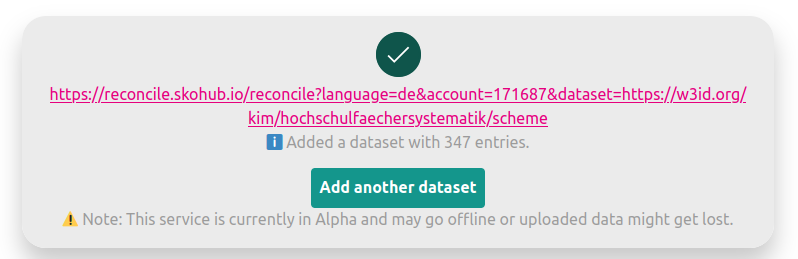 https://reconcile.skohub.io/reconcile?language=de&account=171687&dataset=https://w3id.org/
kim/hochschulfaechersystematik/scheme
ℹ️ Added a dataset with 347 entries.
Add another dataset
⚠️ Note: This service is currently in Alpha and may go offline or uploaded data might get lost.